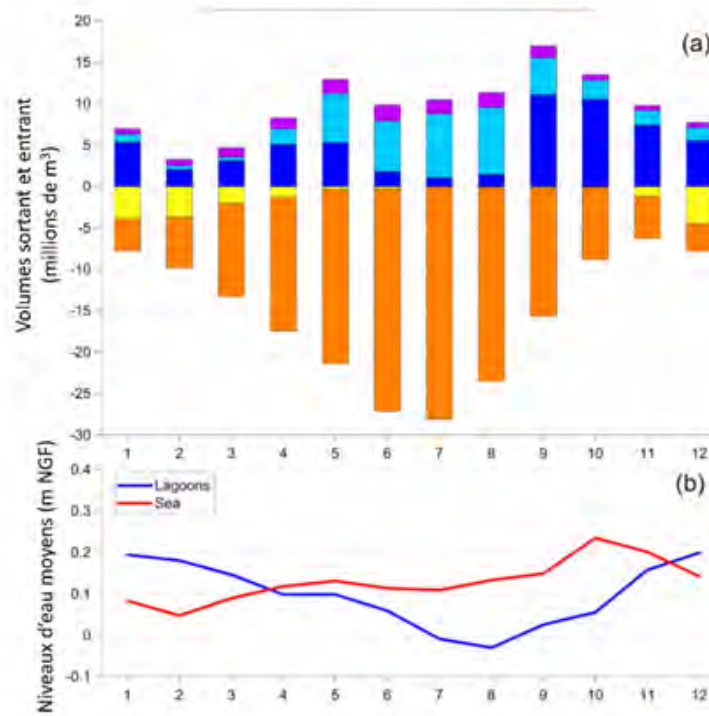 (a)
Volumes sortant et entrant
(millions de m³)
20
15
10
5
0
-5
-10
-15
-20
-25
-30
1 2 3 4 5 6 7 8 9 10 11 12
(b)
Niveaux d'eau moyens (m NGF)
0.4
0.3
0.2
0.1
0
-0.1
Lagoons
Sea
1 2 3 4 5 6 7 8 9 10 11 12